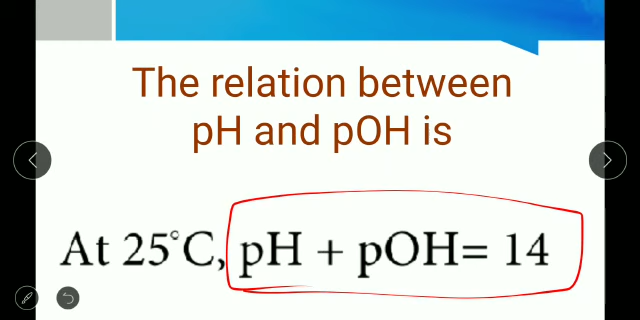 The relation between
pH and pOH is
At 25°C, pH + pOH= 14